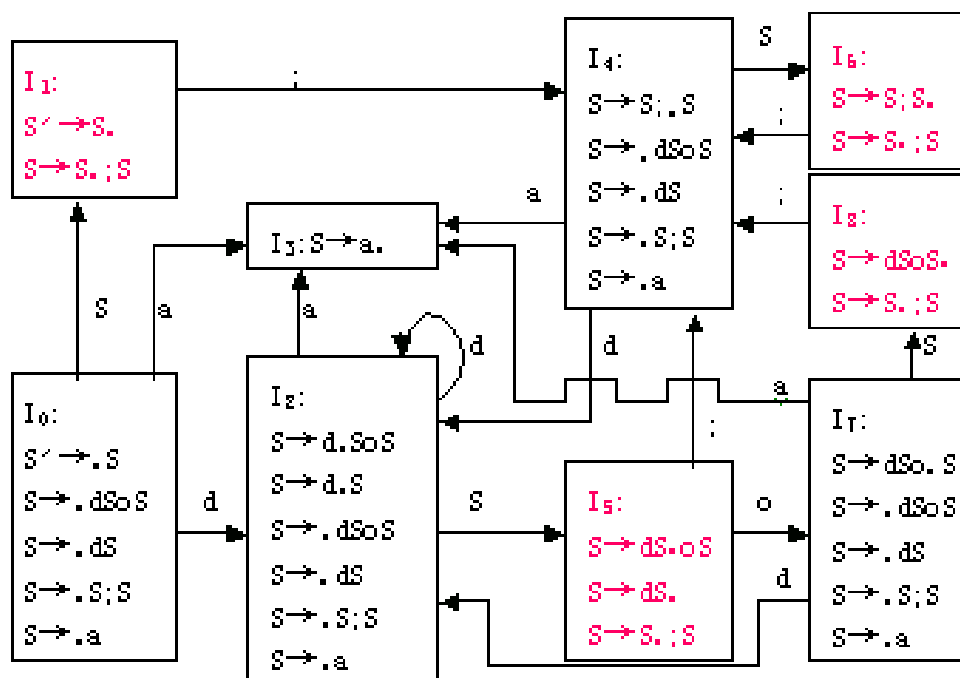 I₁:
S′→S.
S→S.;S
;
I₄:
S→S;.S
S→.dSoS
S→.dS
S→.S;S
S→.a
S
;
I₆:
S→S;S.
S→S.;S
I₃:S→a.
a
;
I₈:
S→dSoS.
S→S.;S
S
a
a
d
d
S
a
I₀:
S′→.S
S→.dSoS
S→.dS
S→.S;S
S→.a
d
I₂:
S→d.SoS
S→d.S
S→.dSoS
S→.dS
S→.S;S
S→.a
S
;
I₅:
S→dS.oS
S→dS.
S→S.;S
o
d
I₇:
S→dSo.S
S→.dSoS
S→.dS
S→.S;S
S→.a